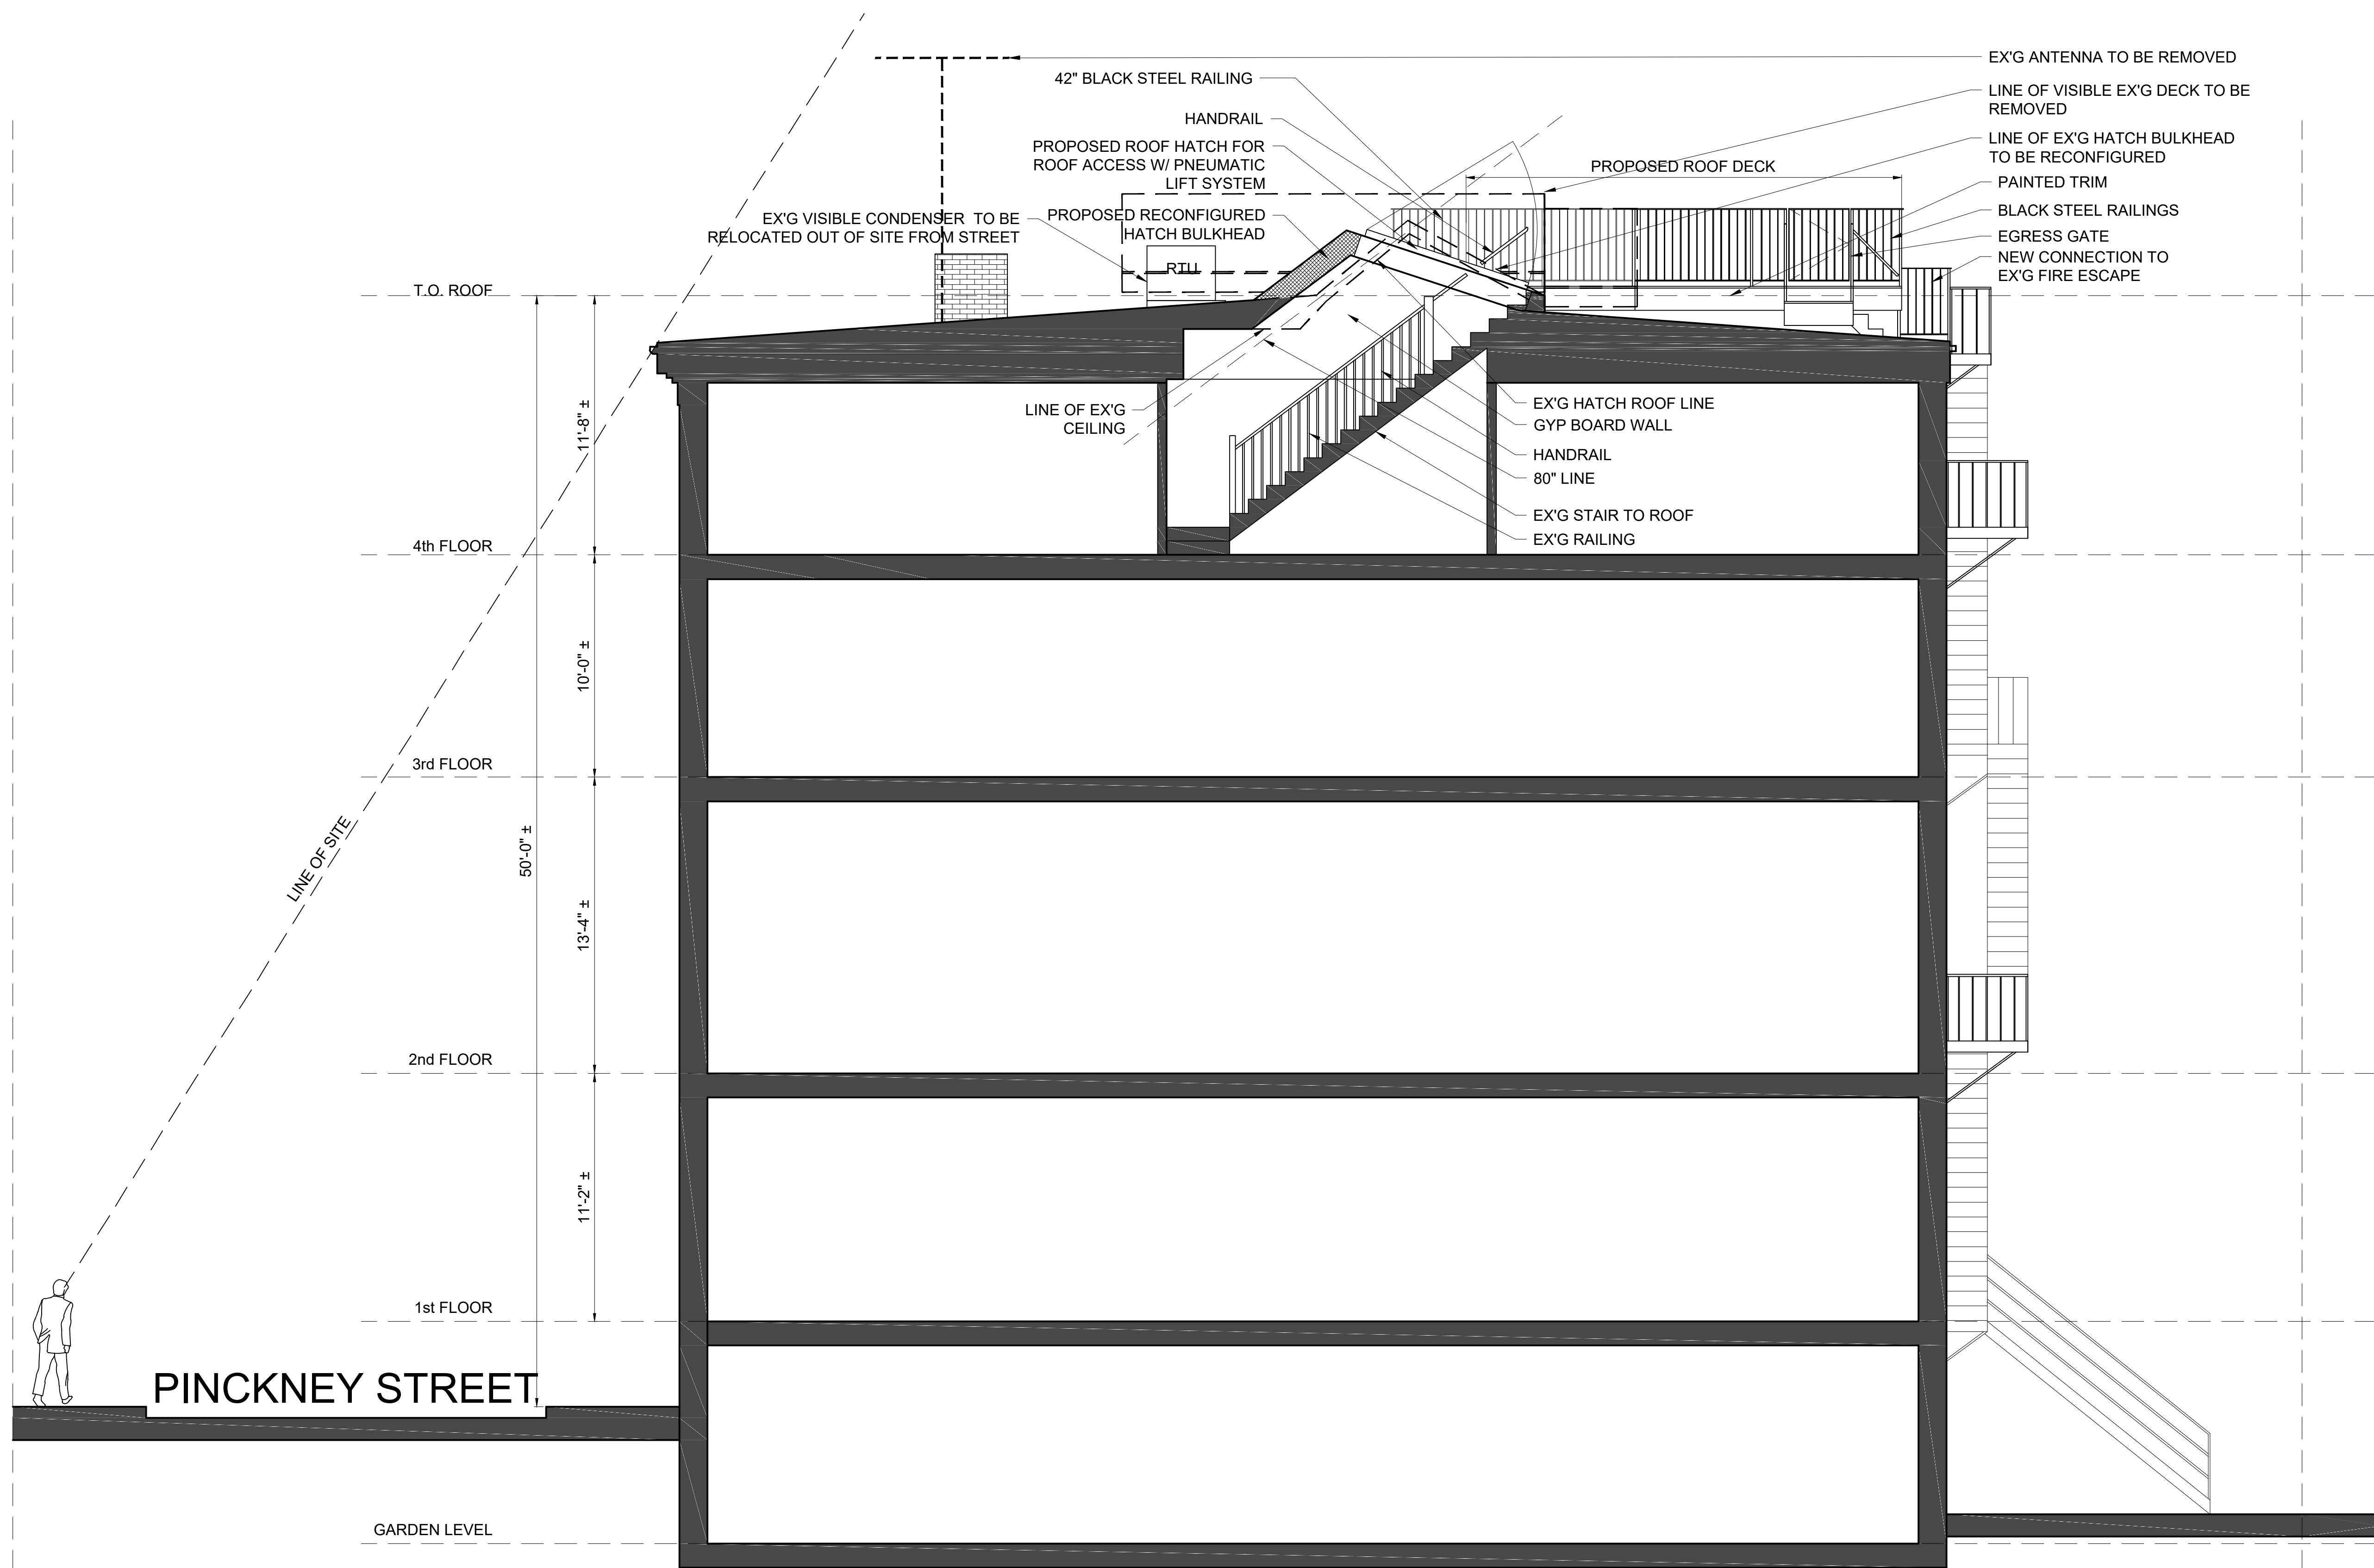 EX'G ANTENNA TO BE REMOVED
42" BLACK STEEL RAILING
LINE OF VISIBLE EX'G DECK TO BE
REMOVED
HANDRAIL
LINE OF EX'G HATCH BULKHEAD
TO BE RECONFIGURED
PROPOSED ROOF HATCH FOR
ROOF ACCESS W/ PNEUMATIC
LIFT SYSTEM
PROPOSED ROOF DECK
PAINTED TRIM
BLACK STEEL RAILINGS
EX'G VISIBLE CONDENSER TO BE
RELOCATED OUT OF SITE FROM STREET
PROPOSED RECONFIGURED
HATCH BULKHEAD
EGRESS GATE
NEW CONNECTION TO
EX'G FIRE ESCAPE
RTU
T.O. ROOF
LINE OF EX'G
CEILING
EX'G HATCH ROOF LINE
GYP BOARD WALL
HANDRAIL
80" LINE
EX'G STAIR TO ROOF
EX'G RAILING
11'-8" ±
4th FLOOR
10'-0" ±
3rd FLOOR
LINE OF SITE
50'-0" ±
13'-4" ±
2nd FLOOR
11'-2" ±
1st FLOOR
PINCKNEY STREET
GARDEN LEVEL